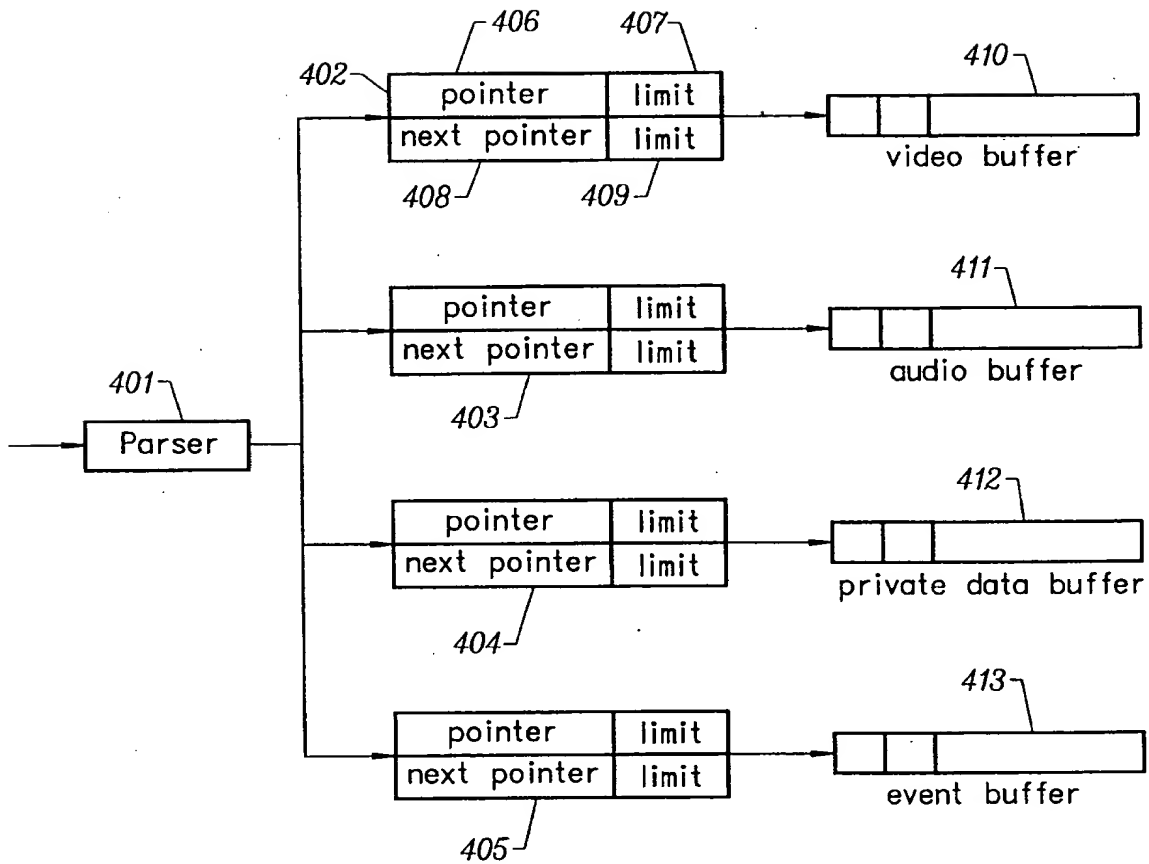 406
407
402
410
pointer limit
next pointer limit
video buffer
408
409
411
pointer limit
next pointer limit
audio buffer
403
401
Parser
412
pointer limit
next pointer limit
private data buffer
404
413
pointer limit
next pointer limit
event buffer
405